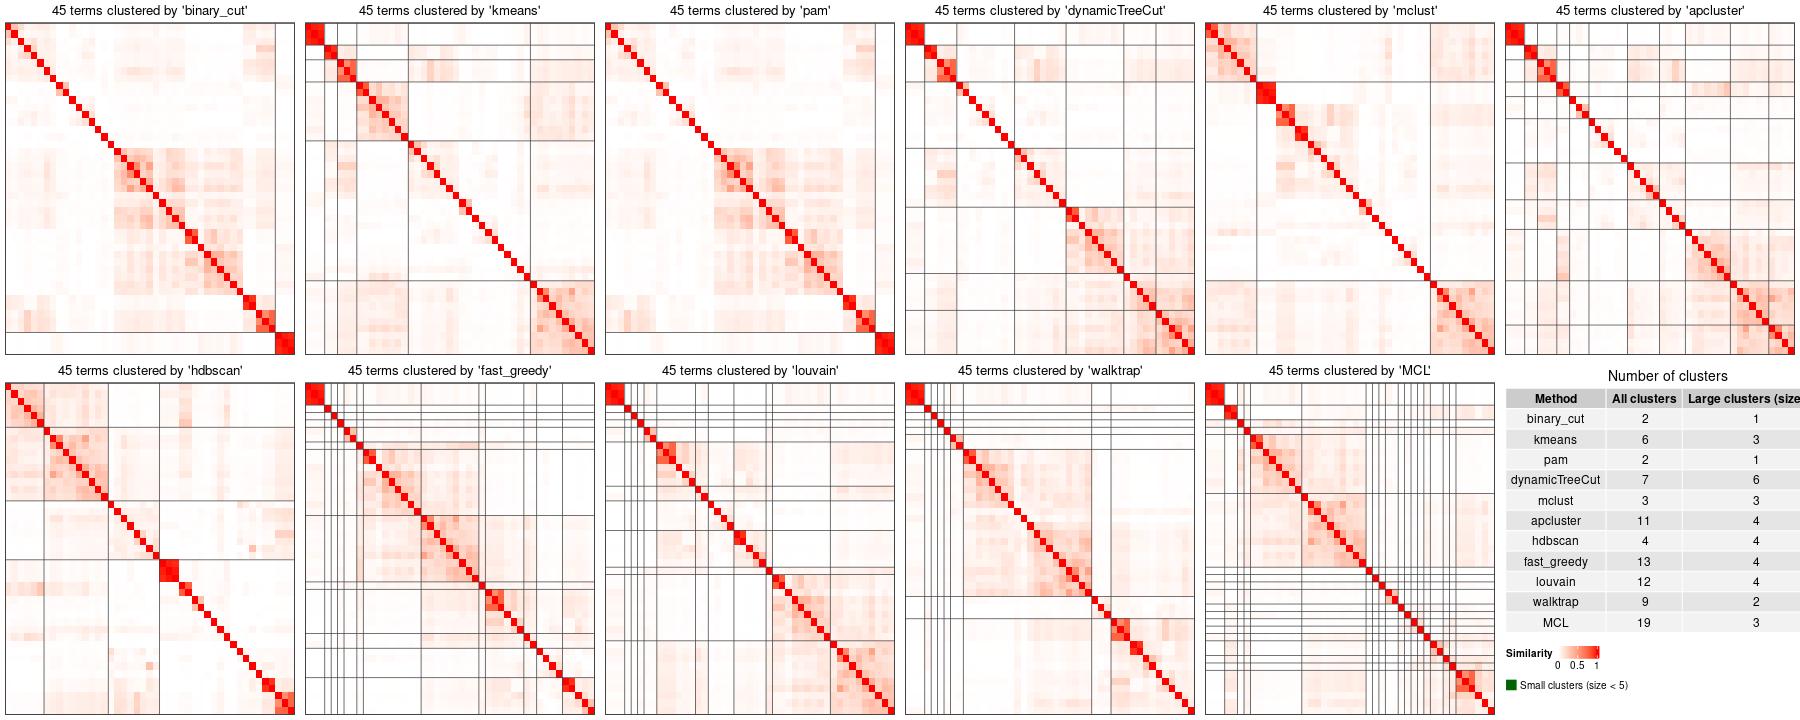 45 terms clustered by 'binary_cut'
45 terms clustered by 'kmeans'
45 terms clustered by 'pam'
45 terms clustered by 'dynamicTreeCut'
45 terms clustered by 'mclust'
45 terms clustered by 'apcluster'
45 terms clustered by 'hdbscan'
45 terms clustered by 'fast_greedy'
45 terms clustered by 'louvain'
45 terms clustered by 'walktrap'
45 terms clustered by 'MCL'
Number of clusters
Method All clusters Large clusters (size
binary_cut 2 1
kmeans 6 3
pam 2 1
dynamicTreeCut 7 6
mclust 3 3
apcluster 11 4
hdbscan 4 4
fast_greedy 13 4
louvain 12 4
walktrap 9 2
MCL 19 3
Similarity
0 0.5 1
Small clusters (size < 5)